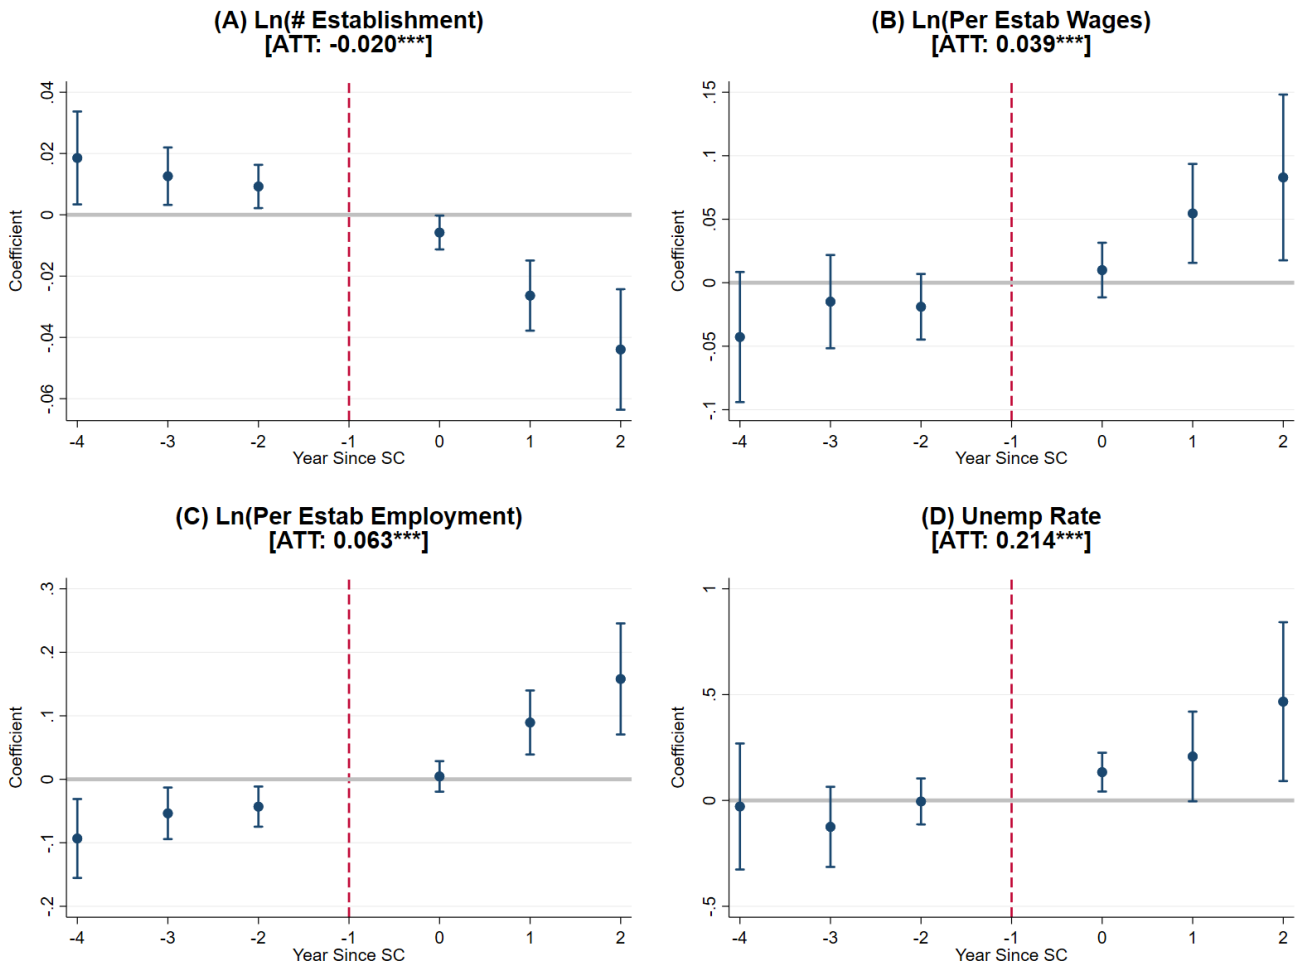 (A) Ln(# Establishment)
[ATT: -0.020***]
Coefficient
.04
.02
0
-.02
-.04
-.06
-4 -3 -2 -1 0 1 2
Year Since SC
(B) Ln(Per Estab Wages)
[ATT: 0.039***]
Coefficient
.15
.1
.05
0
-.05
-.1
-4 -3 -2 -1 0 1 2
Year Since SC
(C) Ln(Per Estab Employment)
[ATT: 0.063***]
Coefficient
.3
.2
.1
0
-.1
-.2
-4 -3 -2 -1 0 1 2
Year Since SC
(D) Unemp Rate
[ATT: 0.214***]
Coefficient
1
.5
0
-.5
-4 -3 -2 -1 0 1 2
Year Since SC